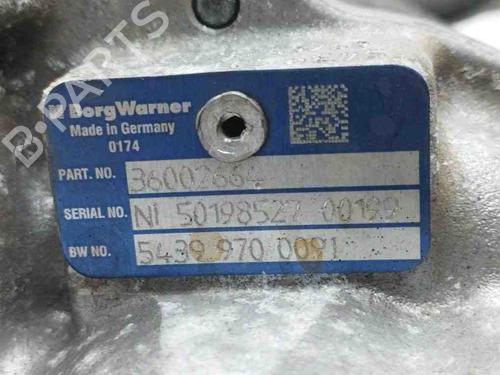 B-PARTS
BorgWarner
Made in Germany
0174
PART. NO. 36002664
SERIAL NO. NI 50198527 00199
BW NO. 5439 970 0091